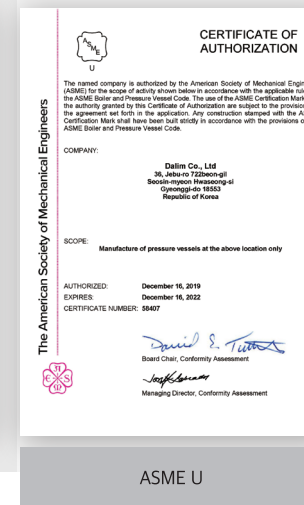 ASME
U
CERTIFICATE OF
AUTHORIZATION
The named company is authorized by the American Society of Mechanical Engin
(ASME) for the scope of activity shown below in accordance with the applicable rul
the ASME Boiler and Pressure Vessel Code. The use of the ASME Certification Mark
the authority granted by this Certificate of Authorization are subject to the provision
the agreement set forth in the application. Any construction stamped with the A
Certification Mark shall have been built strictly in accordance with the provisions o
ASME Boiler and Pressure Vessel Code.
COMPANY:
Dalim Co., Ltd
36, Jebu-ro 722beon-gil
Seosin-myeon Hwaseong-si
Gyeonggi-do 18553
Republic of Korea
SCOPE:
Manufacture of pressure vessels at the above location only
AUTHORIZED: December 16, 2019
EXPIRES: December 16, 2022
CERTIFICATE NUMBER: 58407
Board Chair, Conformity Assessment
Managing Director, Conformity Assessment
The American Society of Mechanical Engineers
ASME U